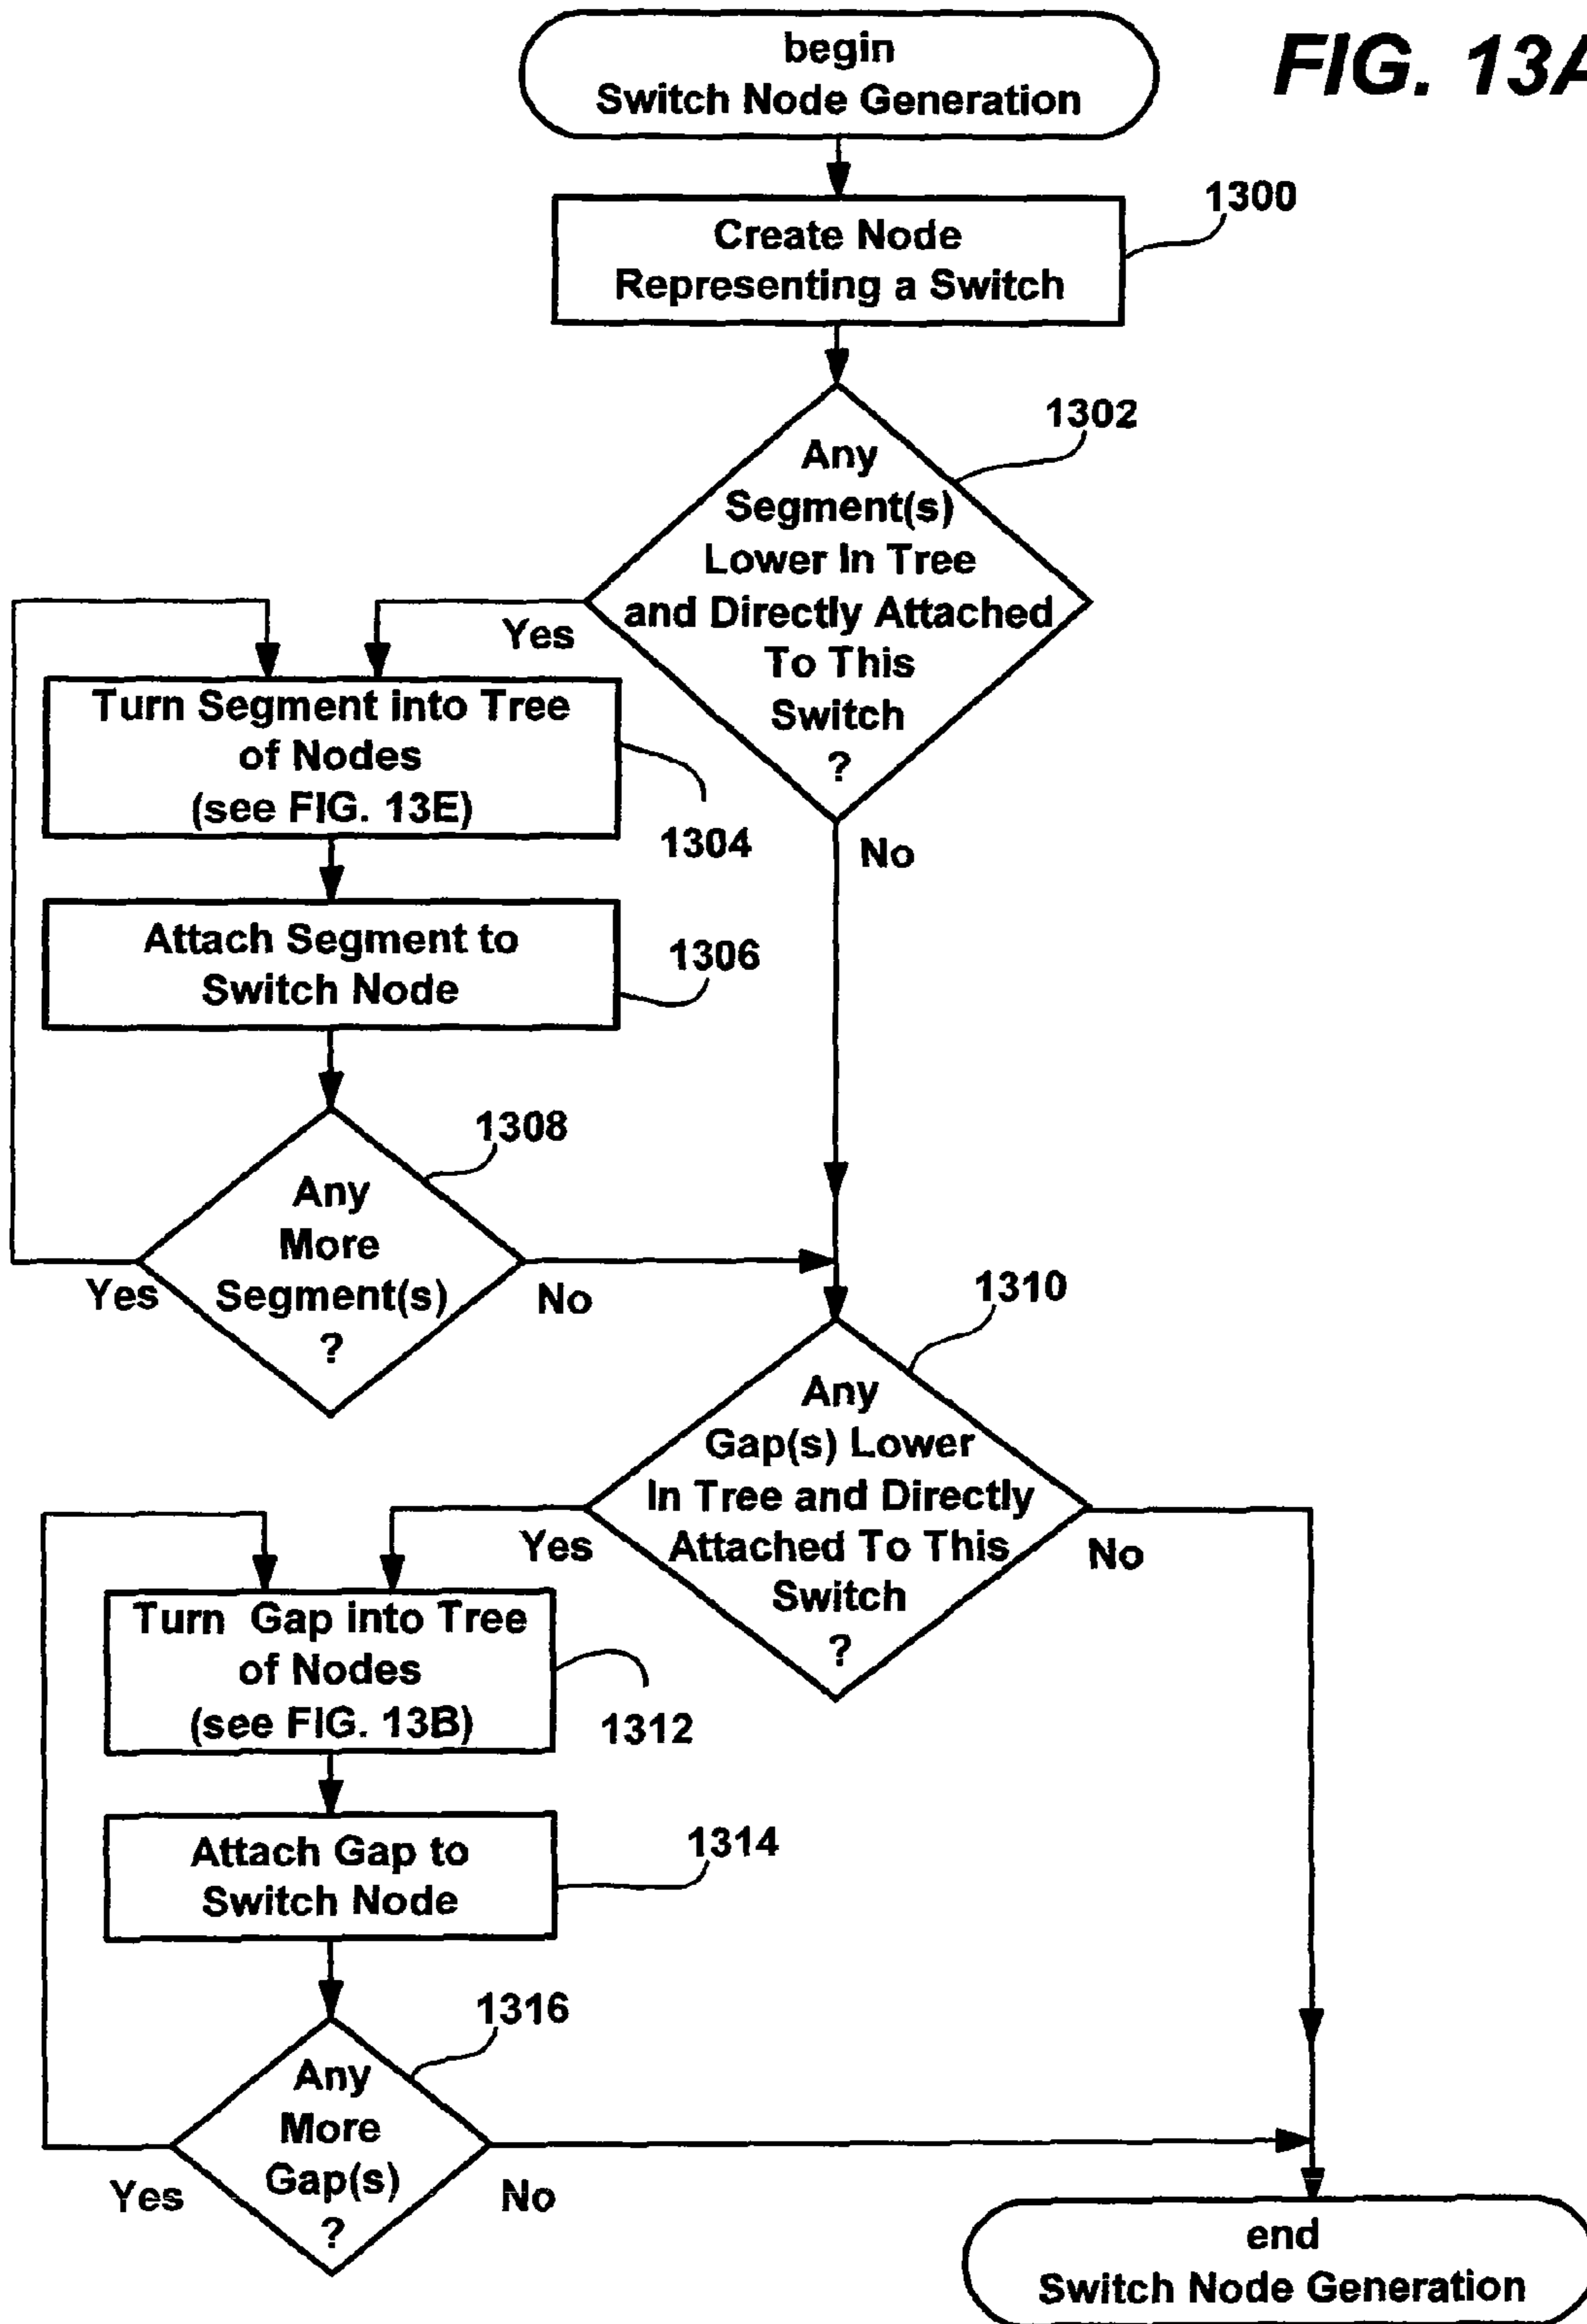 FIG. 13A
begin
Switch Node Generation
1300
Create Node
Representing a Switch
1302
Any
Segment(s)
Lower In Tree
and Directly Attached
To This
Switch
?
Yes
No
Turn Segment into Tree
of Nodes
(see FIG. 13E)
1304
Attach Segment to
Switch Node
1306
1308
Any
More
Segment(s)
?
Yes
No
1310
Any
Gap(s) Lower
In Tree and Directly
Attached To This
Switch
?
Yes
No
Turn Gap into Tree
of Nodes
(see FIG. 13B)
1312
Attach Gap to
Switch Node
1314
1316
Any
More
Gap(s)
?
Yes
No
end
Switch Node Generation